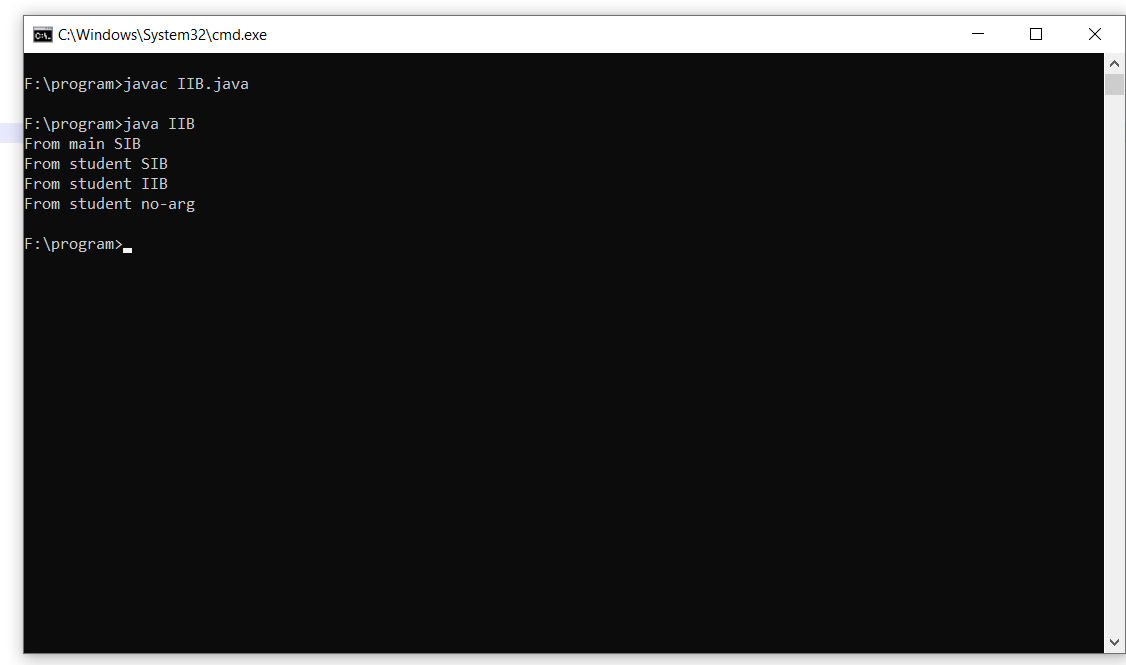 C:\Windows\System32\cmd.exe
F:\program>javac IIB.java
F:\program>java IIB
From main SIB
From student SIB
From student IIB
From student no-arg
F:\program>